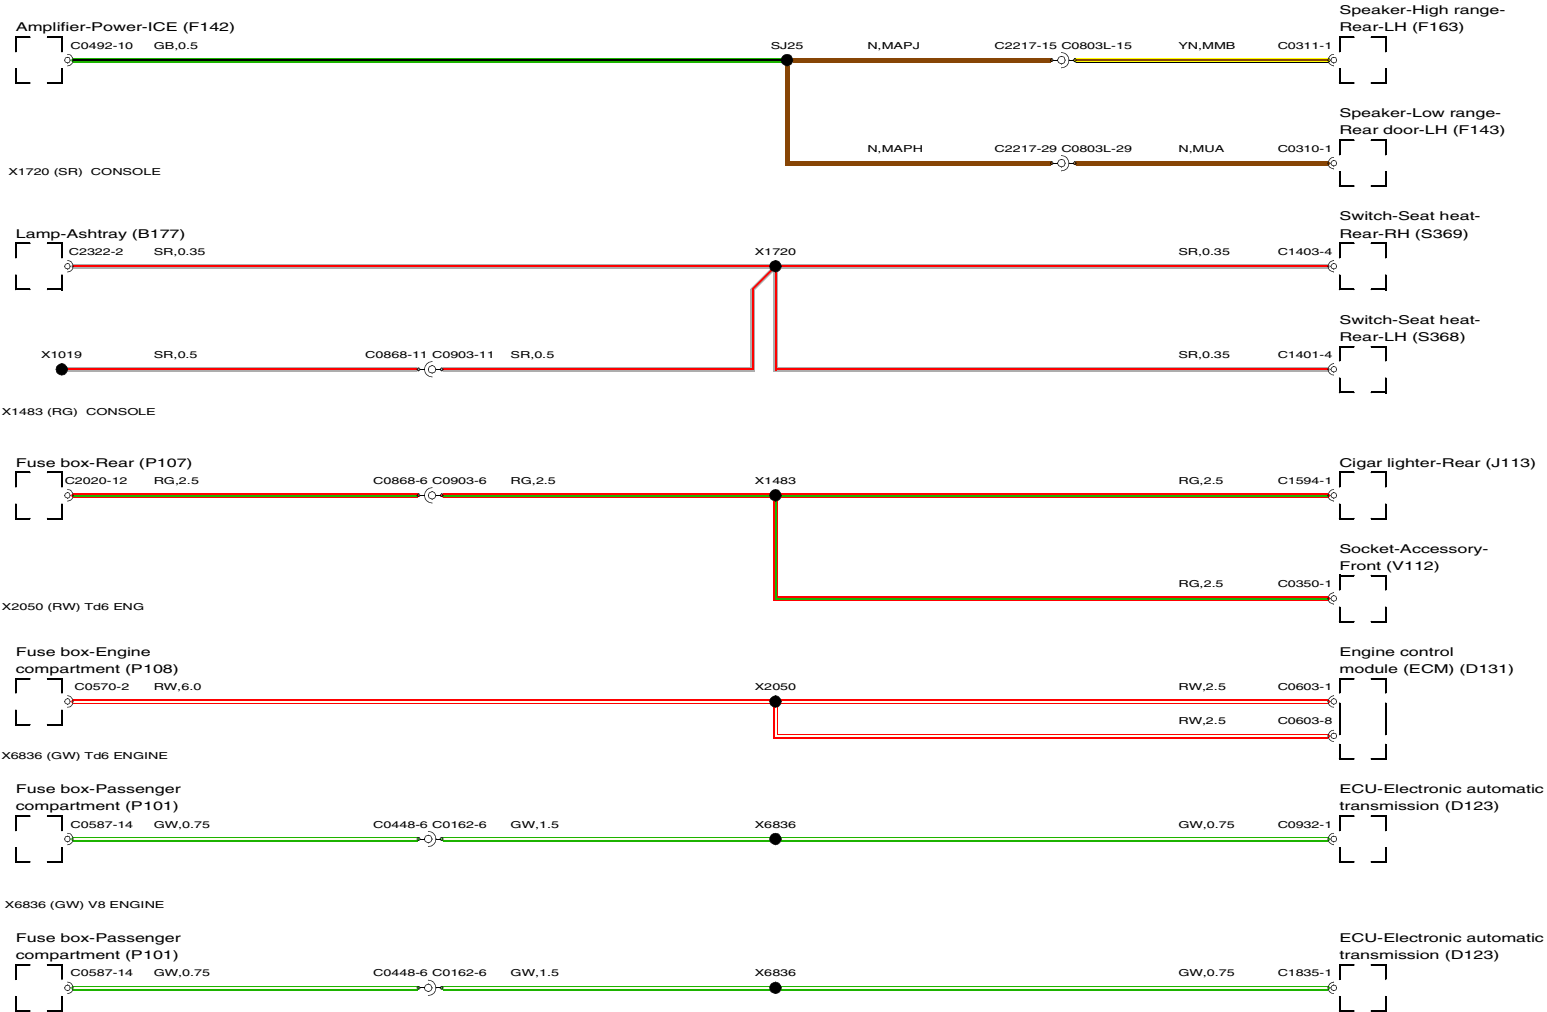 Speaker-High range-
Amplifier-Power-ICE (F142)
Rear-LH (F163)
C0492-10 GB,0.5 SJ25 N,MAPJ C2217-15 C0803L-15 YN,MMB C0311-1
Speaker-Low range-
Rear door-LH (F143)
N,MAPH C2217-29 C0803L-29 N,MUA C0310-1
X1720 (SR) CONSOLE
Switch-Seat heat-
Lamp-Ashtray (B177)
Rear-RH (S369)
C2322-2 SR,0.35 X1720 SR,0.35 C1403-4
Switch-Seat heat-
Rear-LH (S368)
X1019 SR,0.5 C0868-11 C0903-11 SR,0.5 SR,0.35 C1401-4
X1483 (RG) CONSOLE
Fuse box-Rear (P107) Cigar lighter-Rear (J113)
C2020-12 RG,2.5 C0868-6 C0903-6 RG,2.5 X1483 RG,2.5 C1594-1
Socket-Accessory-
Front (V112)
RG,2.5 C0350-1
X2050 (RW) Td6 ENG
Fuse box-Engine Engine control
compartment (P108) module (ECM) (D131)
C0570-2 RW,6.0 X2050 RW,2.5 C0603-1
RW,2.5 C0603-8
X6836 (GW) Td6 ENGINE
Fuse box-Passenger ECU-Electronic automatic
compartment (P101) transmission (D123)
C0587-14 GW,0.75 C0448-6 C0162-6 GW,1.5 X6836 GW,0.75 C0932-1
X6836 (GW) V8 ENGINE
Fuse box-Passenger ECU-Electronic automatic
compartment (P101) transmission (D123)
C0587-14 GW,0.75 C0448-6 C0162-6 GW,1.5 X6836 GW,0.75 C1835-1